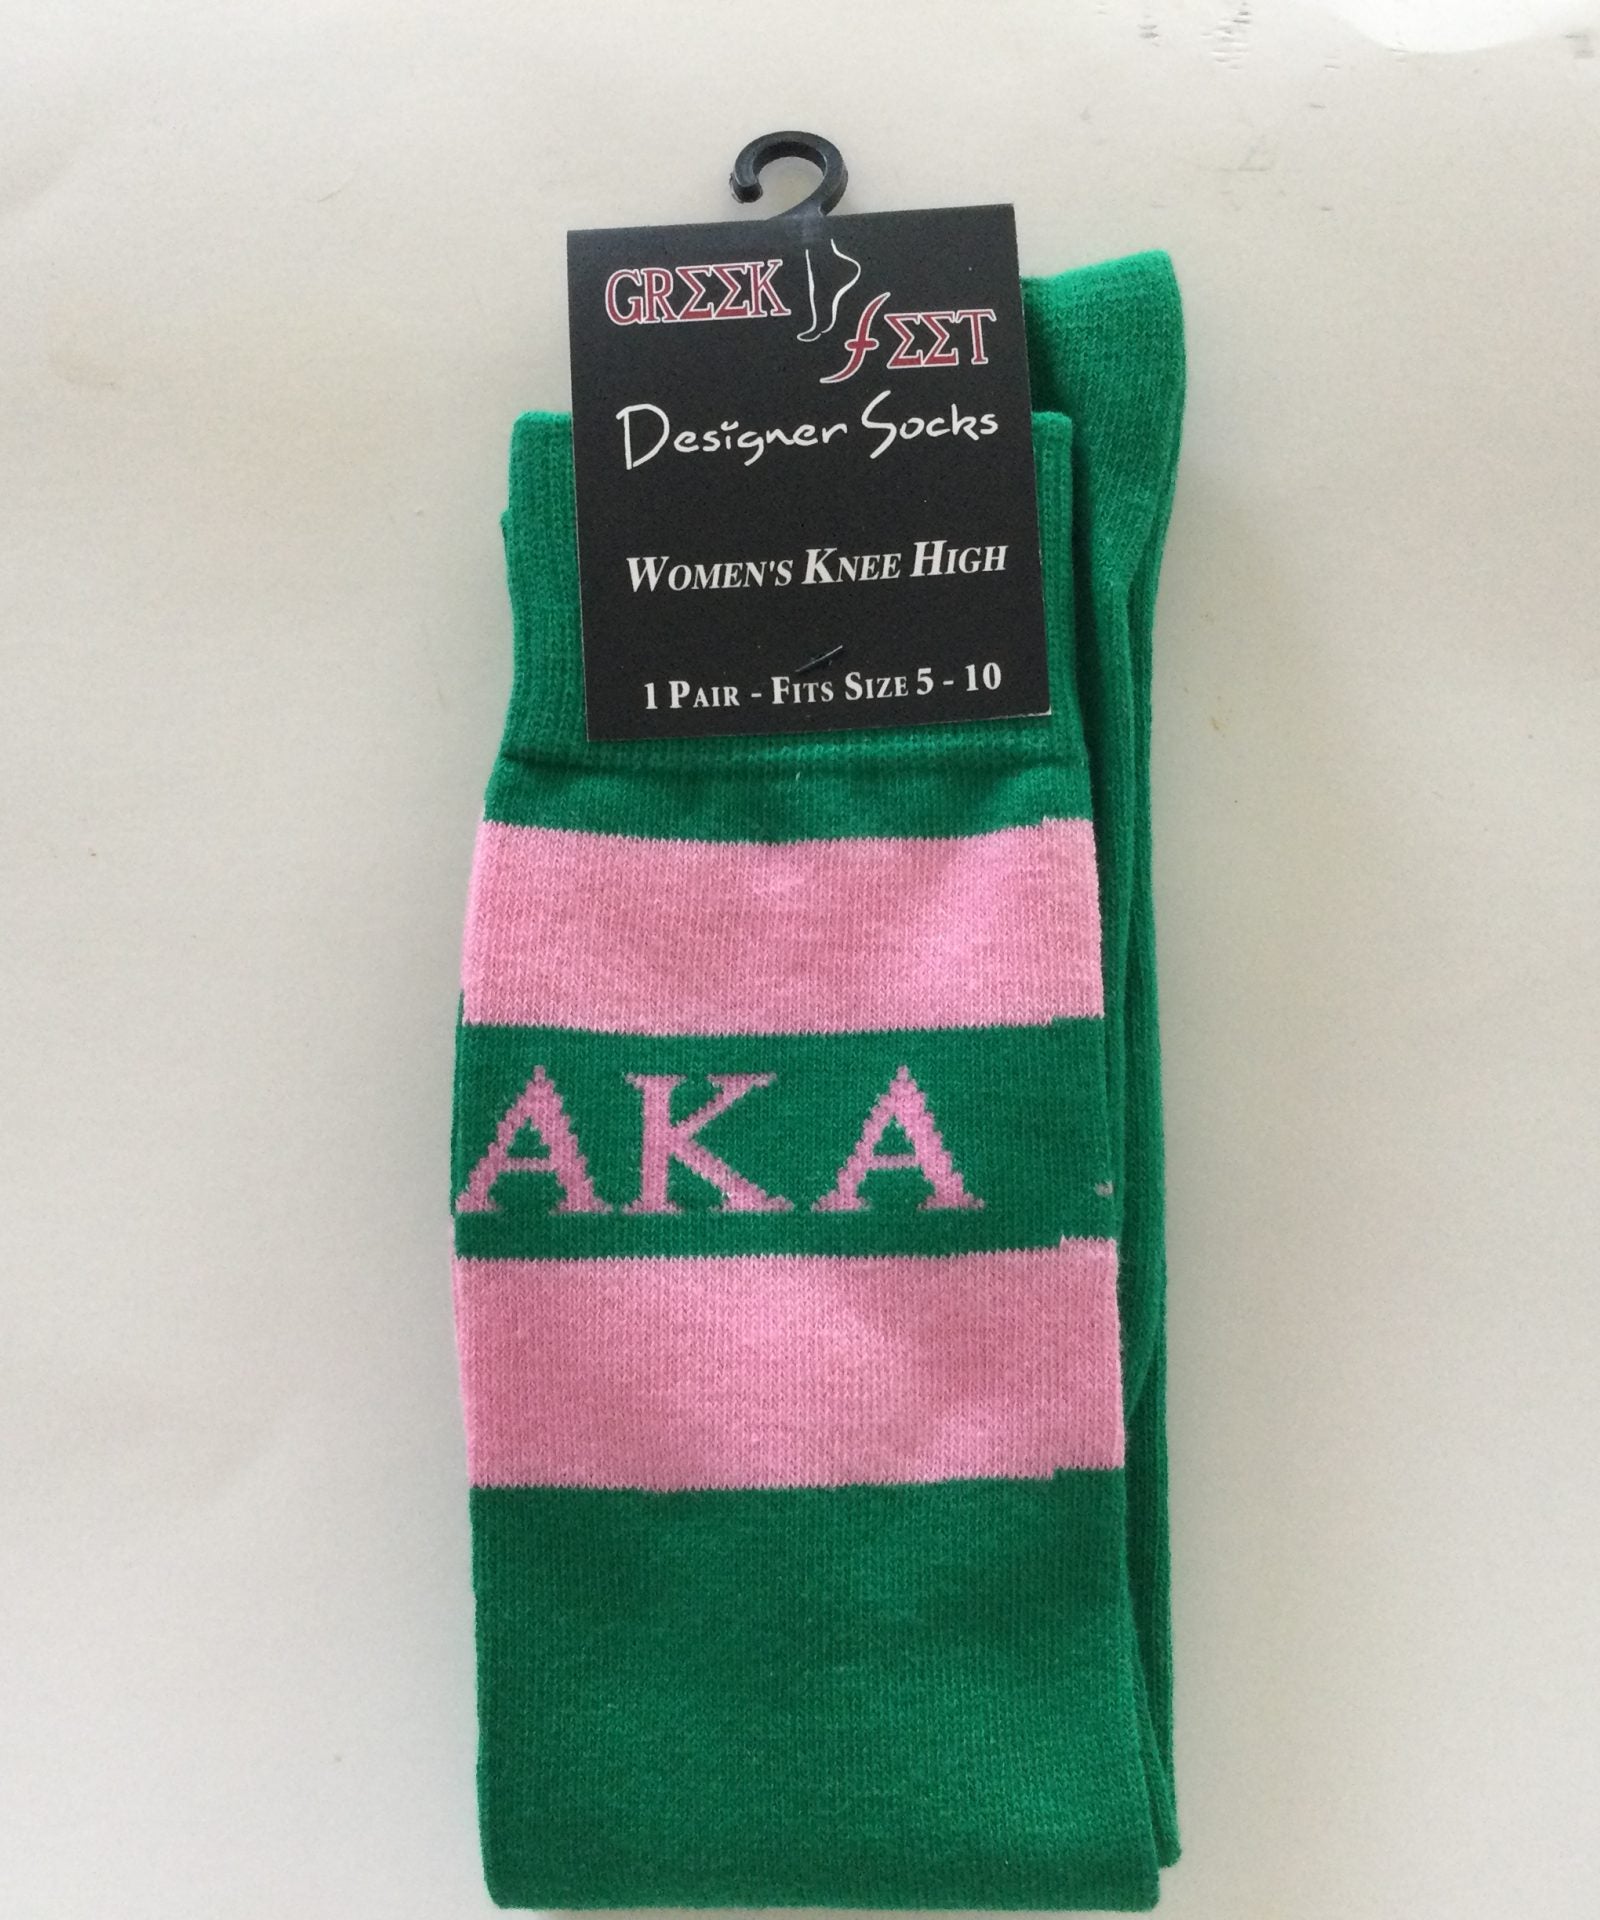 GRΣΣK
fΣΣT
Designer Socks
WOMEN'S KNEE HIGH
1 PAIR - FITS SIZE 5 - 10
AKA